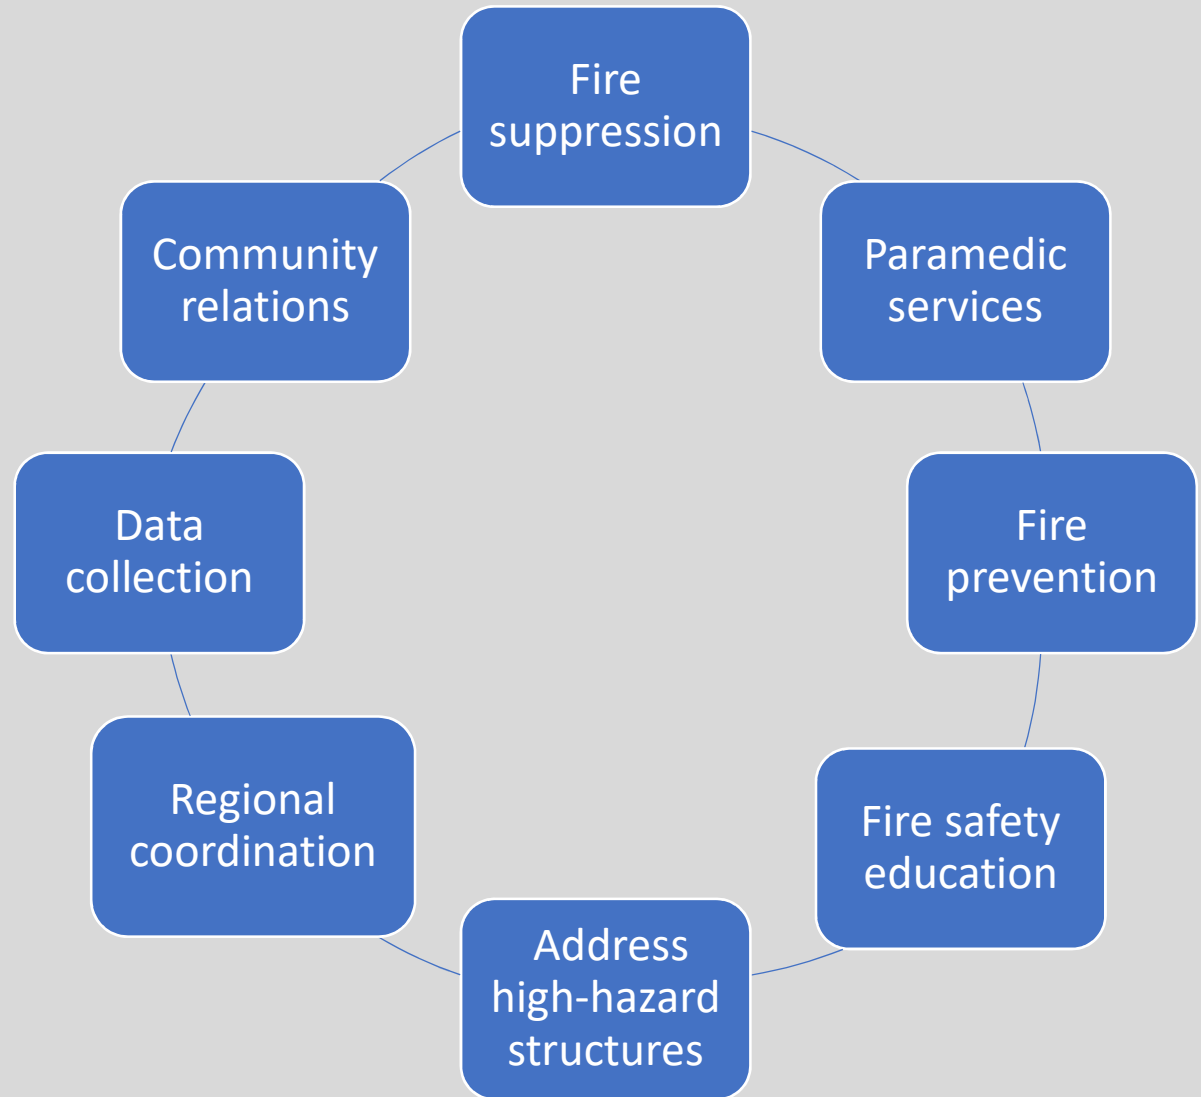 Fire
suppression
Paramedic
services
Fire
prevention
Fire safety
education
Address
high-hazard
structures
Regional
coordination
Data
collection
Community
relations